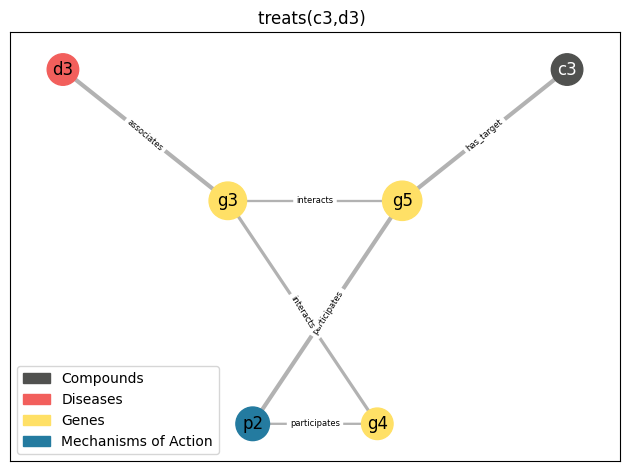 treats(c3,d3)
d3
c3
associates
has_target
g3
interacts
g5
interacts
participates
p2
participates
g4
Compounds
Diseases
Genes
Mechanisms of Action